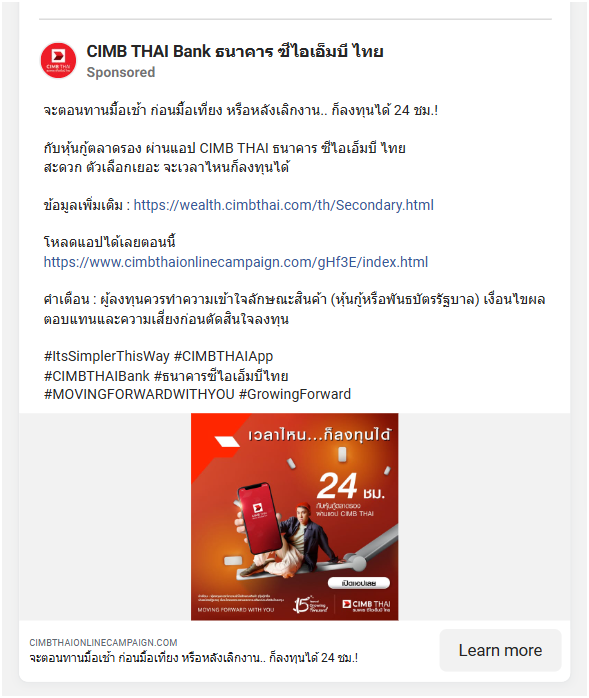 CIMB THAI Bank ธนาคาร ซีไอเอ็มบี ไทย
Sponsored
จะตอนทานมื้อเช้า ก่อนมื้อเที่ยง หรือหลังเลิกงาน.. ก็ลงทุนได้ 24 ชม.!
กับหุ้นกู้ตลาดรอง ผ่านแอป CIMB THAI ธนาคาร ซีไอเอ็มบี ไทย
สะดวก ตัวเลือกเยอะ จะเวลาไหนก็ลงทุนได้
ข้อมูลเพิ่มเติม : https://wealth.cimbthai.com/th/Secondary.html
โหลดแอปได้เลยตอนนี้
https://www.cimbthaionlinecampaign.com/gHf3E/index.html
คำเตือน : ผู้ลงทุนควรทำความเข้าใจลักษณะสินค้า (หุ้นกู้หรือพันธบัตรรัฐบาล) เงื่อนไขผล
ตอบแทนและความเสี่ยงก่อนตัดสินใจลงทุน
#ItsSimplerThisWay #CIMBTHAIApp
#CIMBTHAIBank #ธนาคารซีไอเอ็มบีไทย
#MOVINGFORWARDWITHYOU #GrowingForward
เวลาไหน...ก็ลงทุนได้
24 ชม.
กับหุ้นกู้ตลาดรอง
ผ่านแอป CIMB THAI
CIMB THAI
เปิดแอปเลย
MOVING FORWARD WITH YOU
15 Years of Growing Forward
CIMB THAI
ธนาคาร ซีไอเอ็มบี ไทย
CIMBTHAIONLINECAMPAIGN.COM
จะตอนทานมื้อเช้า ก่อนมื้อเที่ยง หรือหลังเลิกงาน.. ก็ลงทุนได้ 24 ชม.!
Learn more